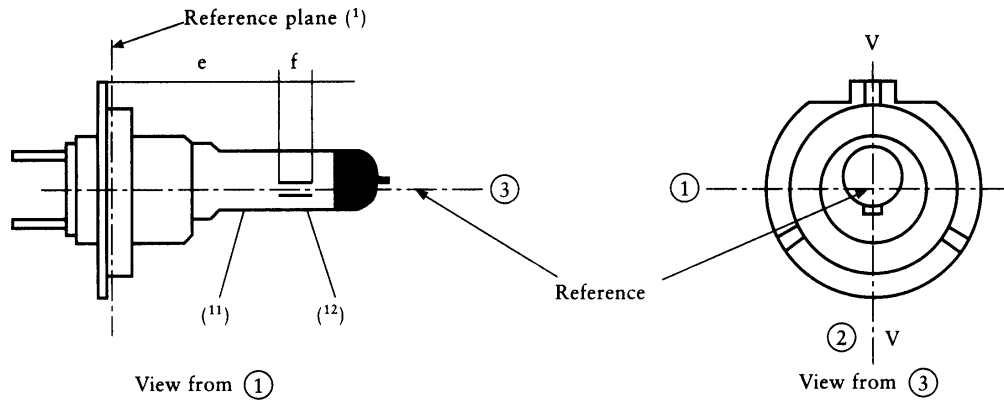 Reference plane (¹)
e
f
V
③
①
Reference
(¹¹)
(¹²)
② V
View from ①
View from ③